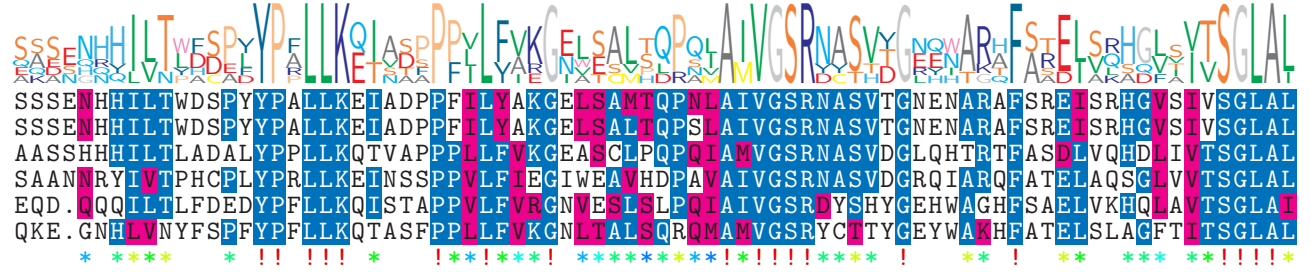 SSSENHHILTWDSPYYPALLKEIADPPFILYAKGELSAMTQPNLAIVGSRNASVTGNENARAFSREISRHGVSIVSGLAL
SSSENHHILTWDSPYYPALLKEIADPPFILYAKGELSALTQPSLAIVGSRNASVTGNENARAFSREISRHGVSIVSGLAL
AASSHHHILTLADALYPPLLKQTVAPPPLLFVKGEASCLPQPQIAMVGSRNASVDGLQHTRTFASDLVQHDLIVTSGLAL
SAANNRYIVTPHCPLYPRLLKEINSSPPVLFIEGIWEAVHDPAVAIVGSRNASVDGRQIARQFATELAQSGLVVTSGLAL
EQD.QQQILTLFDEDYPFLLKQISTAPPVLFVRGNVESLSLPQIAIVGSRDYSHYGEHWAGHFSAELVKHQLAVTSGLAI
QKE.GNHLVNYFSPFYPFLLKQTASFPPLLFVKGNLTALSQRQMAMVGSRYCTTYGEYWAKHFATELSLAGFTITSGLAL
* **** * !! !!! * !**!***! *********!*!!!!**** ! ** ! ** **** **!!!!*